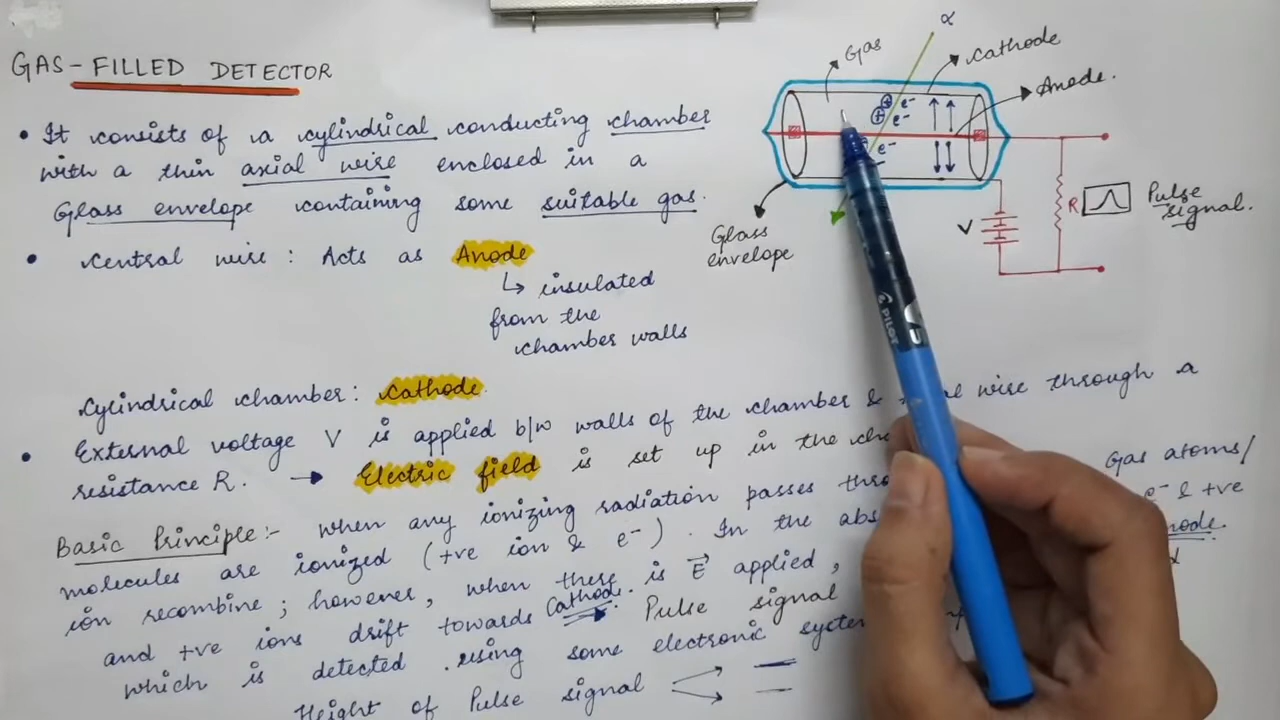 GAS-FILLED DETECTOR
• It consists of a cylindrical conducting chamber
with a thin axial wire enclosed in a
Glass envelope containing some suitable gas.
• Central wire: Acts as Anode
↳ insulated
from the
chamber walls
Cylindrical chamber: Cathode
• External voltage V is applied b/w walls of the chamber & wire through a
resistance R. → Electric field is set up in the
Basic Principle:- When any ionizing radiation passes Gas atoms/
molecules are ionized (+ve ion & e-). In the e- & +ve
ion recombine; however, when there is E⃗ applied,
and +ve ions drift towards Cathode. → Pulse signal
which is detected using some electronic system
Height of Pulse signal
α
Gas
Cathode
Anode.
+ e-
+ e-
e-
Glass
envelope
V
R
Pulse
signal.
PILOT